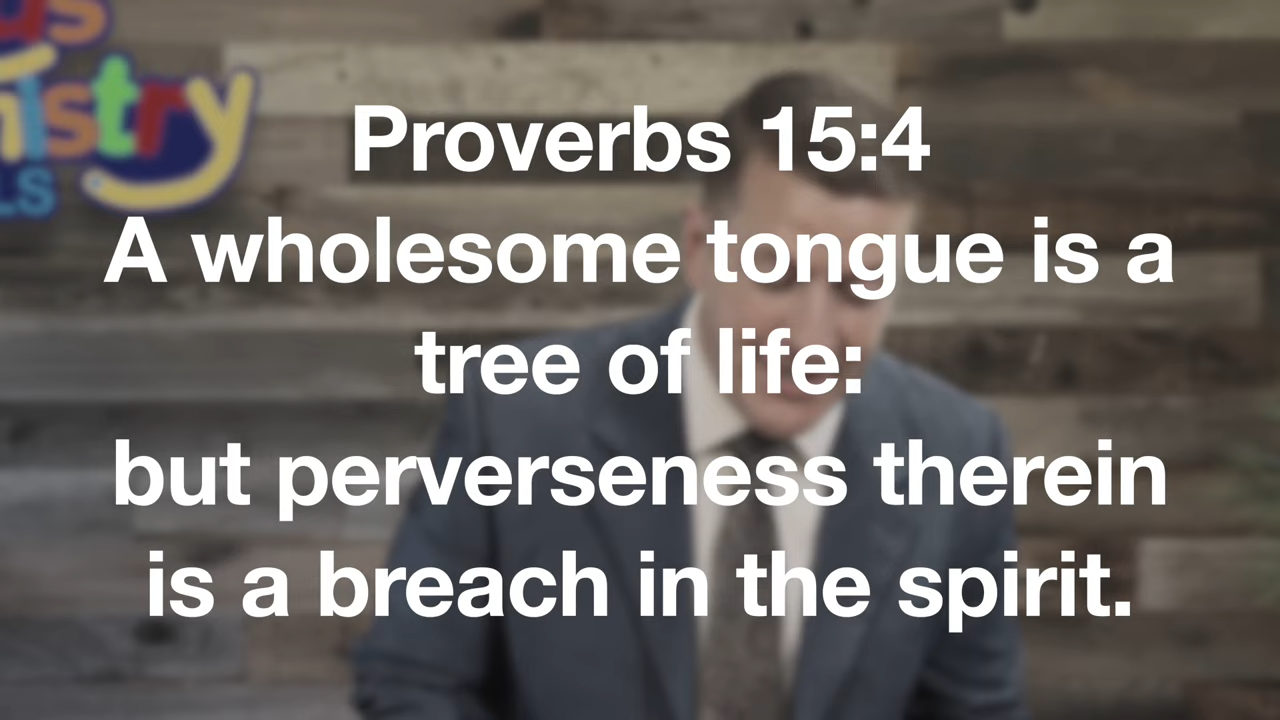 Proverbs 15:4
A wholesome tongue is a
tree of life:
but perverseness therein
is a breach in the spirit.